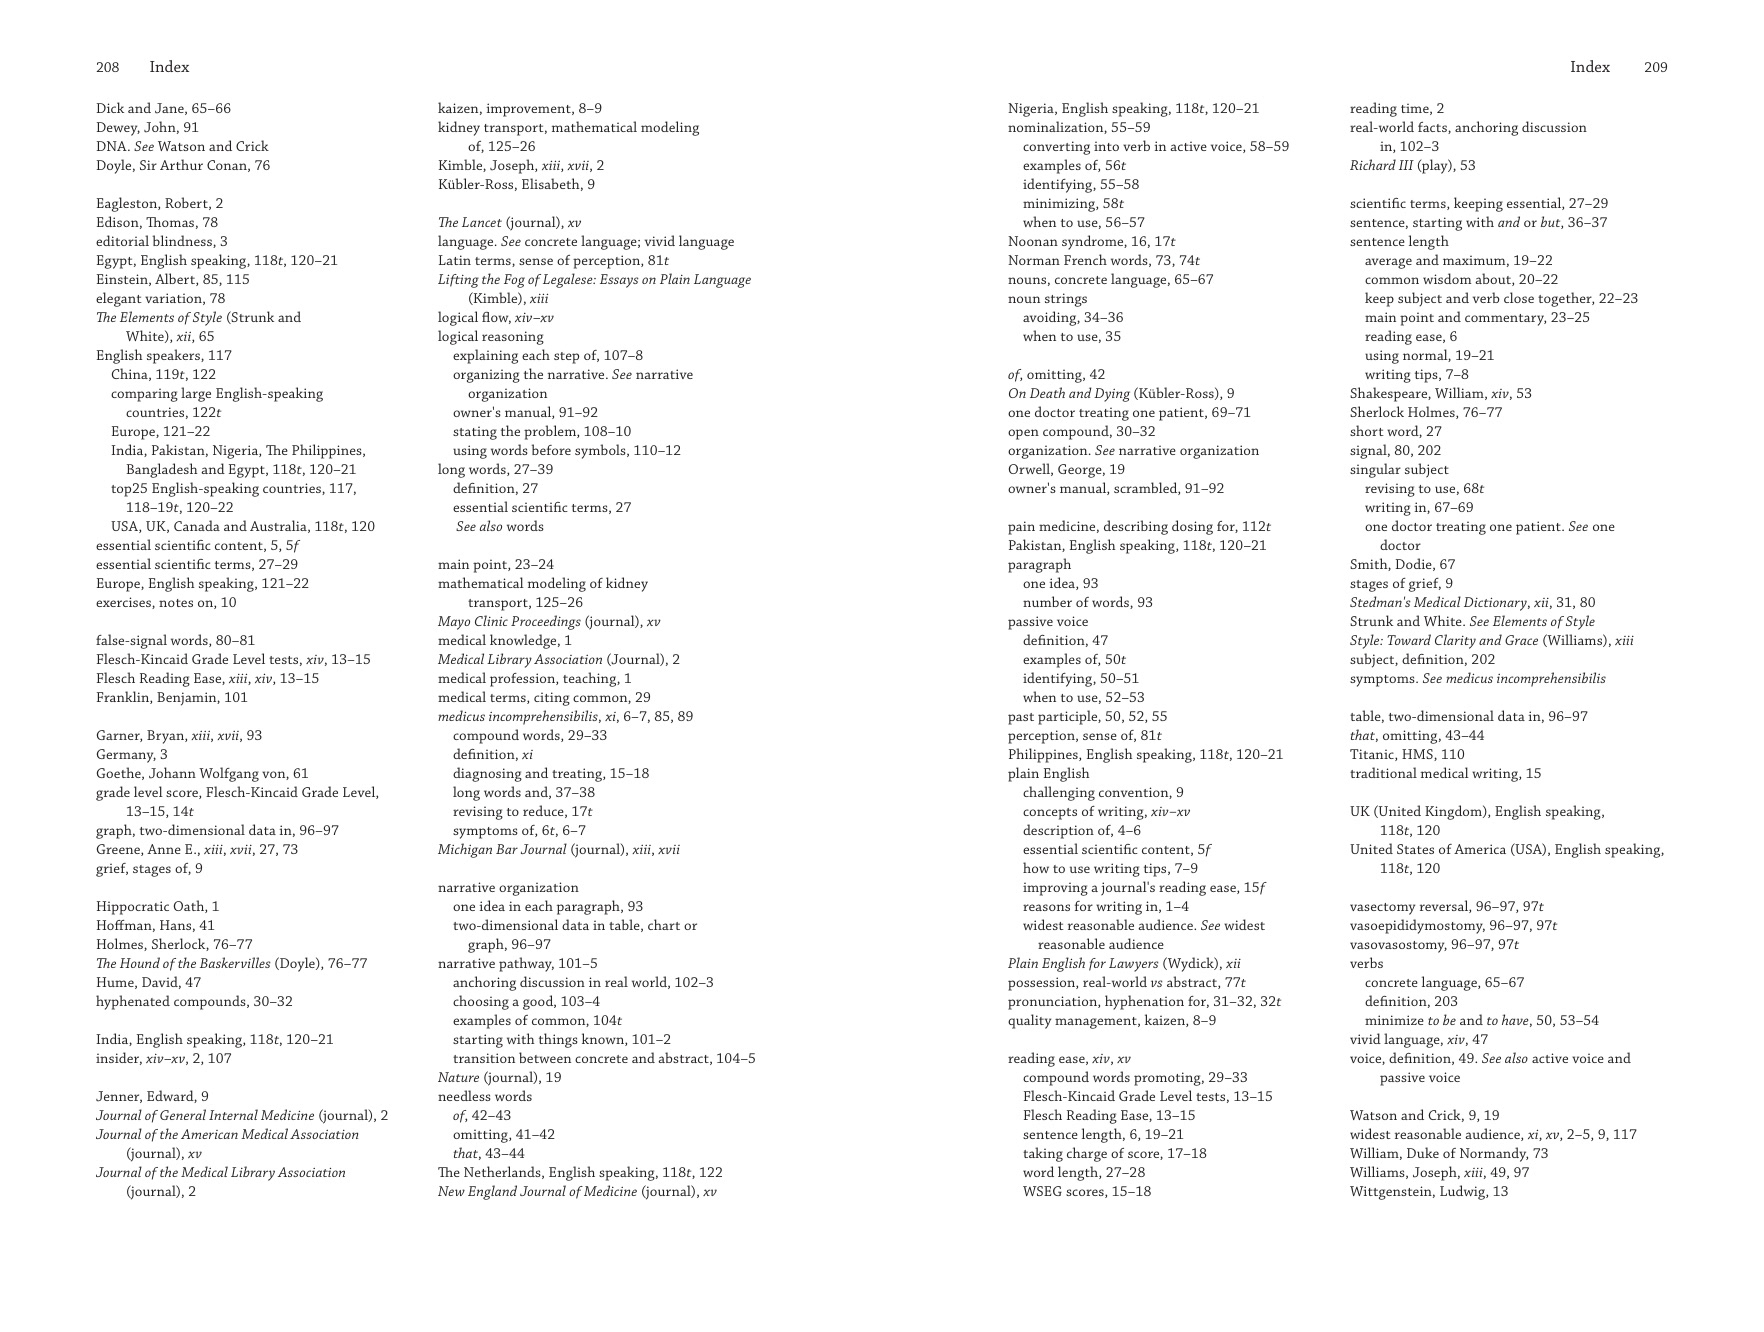 208 Index
Dick and Jane, 65–66
Dewey, John, 91
DNA. See Watson and Crick
Doyle, Sir Arthur Conan, 76
Eagleston, Robert, 2
Edison, Thomas, 78
editorial blindness, 3
Egypt, English speaking, 118t, 120–21
Einstein, Albert, 85, 115
elegant variation, 78
The Elements of Style (Strunk and
White), xii, 65
English speakers, 117
China, 119t, 122
comparing large English-speaking
countries, 122t
Europe, 121–22
India, Pakistan, Nigeria, The Philippines,
Bangladesh and Egypt, 118t, 120–21
top25 English-speaking countries, 117,
118–19t, 120–22
USA, UK, Canada and Australia, 118t, 120
essential scientific content, 5, 5f
essential scientific terms, 27–29
Europe, English speaking, 121–22
exercises, notes on, 10
false-signal words, 80–81
Flesch-Kincaid Grade Level tests, xiv, 13–15
Flesch Reading Ease, xiii, xiv, 13–15
Franklin, Benjamin, 101
Garner, Bryan, xiii, xvii, 93
Germany, 3
Goethe, Johann Wolfgang von, 61
grade level score, Flesch-Kincaid Grade Level,
13–15, 14t
graph, two-dimensional data in, 96–97
Greene, Anne E., xiii, xvii, 27, 73
grief, stages of, 9
Hippocratic Oath, 1
Hoffman, Hans, 41
Holmes, Sherlock, 76–77
The Hound of the Baskervilles (Doyle), 76–77
Hume, David, 47
hyphenated compounds, 30–32
India, English speaking, 118t, 120–21
insider, xiv–xv, 2, 107
Jenner, Edward, 9
Journal of General Internal Medicine (journal), 2
Journal of the American Medical Association
(journal), xv
Journal of the Medical Library Association
(journal), 2
kaizen, improvement, 8–9
kidney transport, mathematical modeling
of, 125–26
Kimble, Joseph, xiii, xvii, 2
Kübler-Ross, Elisabeth, 9
The Lancet (journal), xv
language. See concrete language; vivid language
Latin terms, sense of perception, 81t
Lifting the Fog of Legalese: Essays on Plain Language
(Kimble), xiii
logical flow, xiv–xv
logical reasoning
explaining each step of, 107–8
organizing the narrative. See narrative
organization
owner's manual, 91–92
stating the problem, 108–10
using words before symbols, 110–12
long words, 27–39
definition, 27
essential scientific terms, 27
See also words
main point, 23–24
mathematical modeling of kidney
transport, 125–26
Mayo Clinic Proceedings (journal), xv
medical knowledge, 1
Medical Library Association (Journal), 2
medical profession, teaching, 1
medical terms, citing common, 29
medicus incomprehensibilis, xi, 6–7, 85, 89
compound words, 29–33
definition, xi
diagnosing and treating, 15–18
long words and, 37–38
revising to reduce, 17t
symptoms of, 6t, 6–7
Michigan Bar Journal (journal), xiii, xvii
narrative organization
one idea in each paragraph, 93
two-dimensional data in table, chart or
graph, 96–97
narrative pathway, 101–5
anchoring discussion in real world, 102–3
choosing a good, 103–4
examples of common, 104t
starting with things known, 101–2
transition between concrete and abstract, 104–5
Nature (journal), 19
needless words
of, 42–43
omitting, 41–42
that, 43–44
The Netherlands, English speaking, 118t, 122
New England Journal of Medicine (journal), xv
Index 209
Nigeria, English speaking, 118t, 120–21
nominalization, 55–59
converting into verb in active voice, 58–59
examples of, 56t
identifying, 55–58
minimizing, 58t
when to use, 56–57
Noonan syndrome, 16, 17t
Norman French words, 73, 74t
nouns, concrete language, 65–67
noun strings
avoiding, 34–36
when to use, 35
of, omitting, 42
On Death and Dying (Kübler-Ross), 9
one doctor treating one patient, 69–71
open compound, 30–32
organization. See narrative organization
Orwell, George, 19
owner's manual, scrambled, 91–92
pain medicine, describing dosing for, 112t
Pakistan, English speaking, 118t, 120–21
paragraph
one idea, 93
number of words, 93
passive voice
definition, 47
examples of, 50t
identifying, 50–51
when to use, 52–53
past participle, 50, 52, 55
perception, sense of, 81t
Philippines, English speaking, 118t, 120–21
plain English
challenging convention, 9
concepts of writing, xiv–xv
description of, 4–6
essential scientific content, 5f
how to use writing tips, 7–9
improving a journal's reading ease, 15f
reasons for writing in, 1–4
widest reasonable audience. See widest
reasonable audience
Plain English for Lawyers (Wydick), xii
possession, real-world vs abstract, 77t
pronunciation, hyphenation for, 31–32, 32t
quality management, kaizen, 8–9
reading ease, xiv, xv
compound words promoting, 29–33
Flesch-Kincaid Grade Level tests, 13–15
Flesch Reading Ease, 13–15
sentence length, 6, 19–21
taking charge of score, 17–18
word length, 27–28
WSEG scores, 15–18
reading time, 2
real-world facts, anchoring discussion
in, 102–3
Richard III (play), 53
scientific terms, keeping essential, 27–29
sentence, starting with and or but, 36–37
sentence length
average and maximum, 19–22
common wisdom about, 20–22
keep subject and verb close together, 22–23
main point and commentary, 23–25
reading ease, 6
using normal, 19–21
writing tips, 7–8
Shakespeare, William, xiv, 53
Sherlock Holmes, 76–77
short word, 27
signal, 80, 202
singular subject
revising to use, 68t
writing in, 67–69
one doctor treating one patient. See one
doctor
Smith, Dodie, 67
stages of grief, 9
Stedman's Medical Dictionary, xii, 31, 80
Strunk and White. See Elements of Style
Style: Toward Clarity and Grace (Williams), xiii
subject, definition, 202
symptoms. See medicus incomprehensibilis
table, two-dimensional data in, 96–97
that, omitting, 43–44
Titanic, HMS, 110
traditional medical writing, 15
UK (United Kingdom), English speaking,
118t, 120
United States of America (USA), English speaking,
118t, 120
vasectomy reversal, 96–97, 97t
vasoepididymostomy, 96–97, 97t
vasovasostomy, 96–97, 97t
verbs
concrete language, 65–67
definition, 203
minimize to be and to have, 50, 53–54
vivid language, xiv, 47
voice, definition, 49. See also active voice and
passive voice
Watson and Crick, 9, 19
widest reasonable audience, xi, xv, 2–5, 9, 117
William, Duke of Normandy, 73
Williams, Joseph, xiii, 49, 97
Wittgenstein, Ludwig, 13